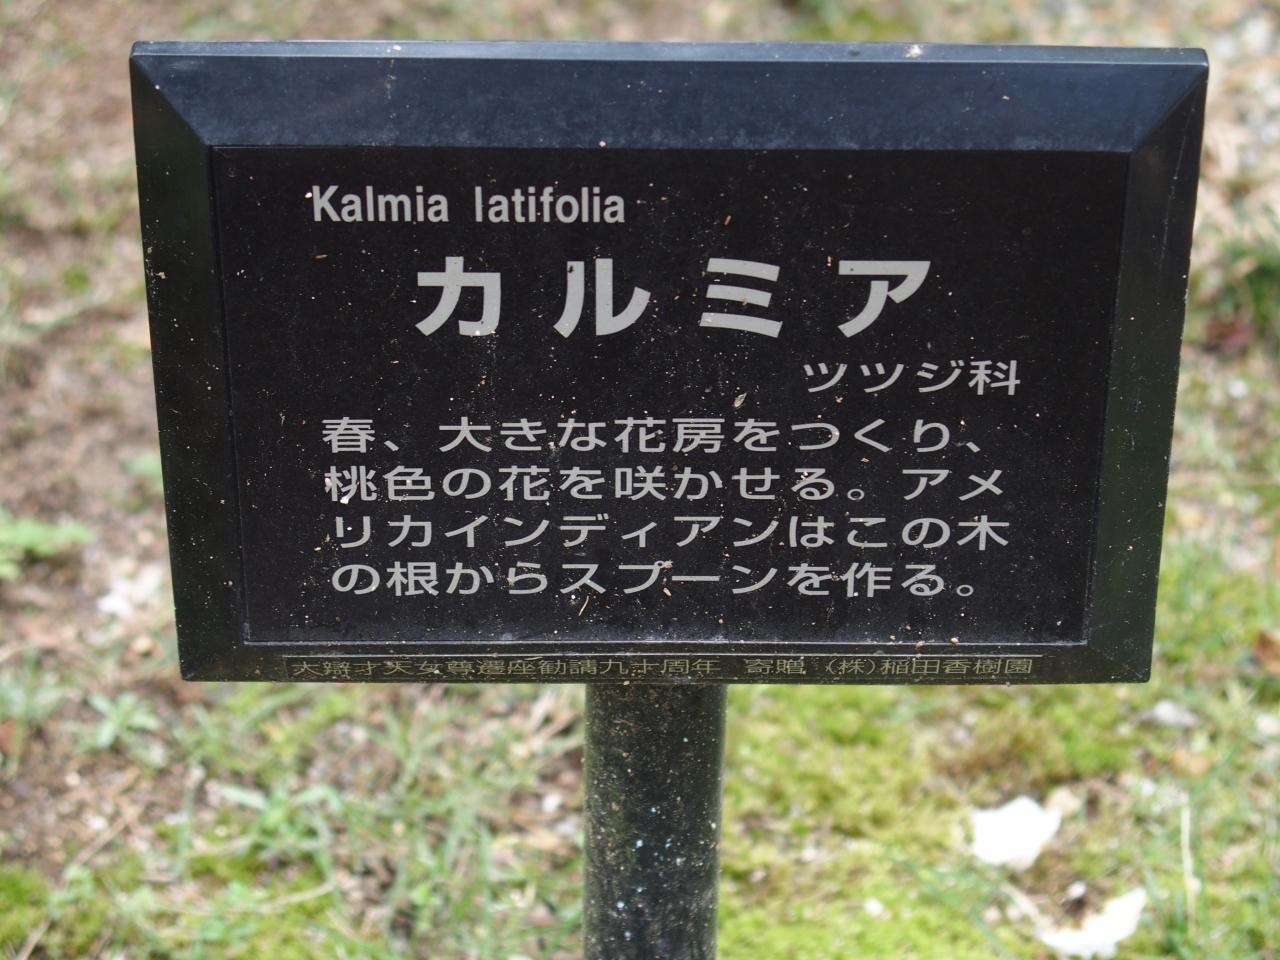 Kalmia latifolia
カルミア
ツツジ科
春、大きな花房をつくり、
桃色の花を咲かせる。アメ
リカインディアンはこの木
の根からスプーンを作る。
大辯才天女尊遷座勧請九十周年 寄贈 (株)稲田香樹園